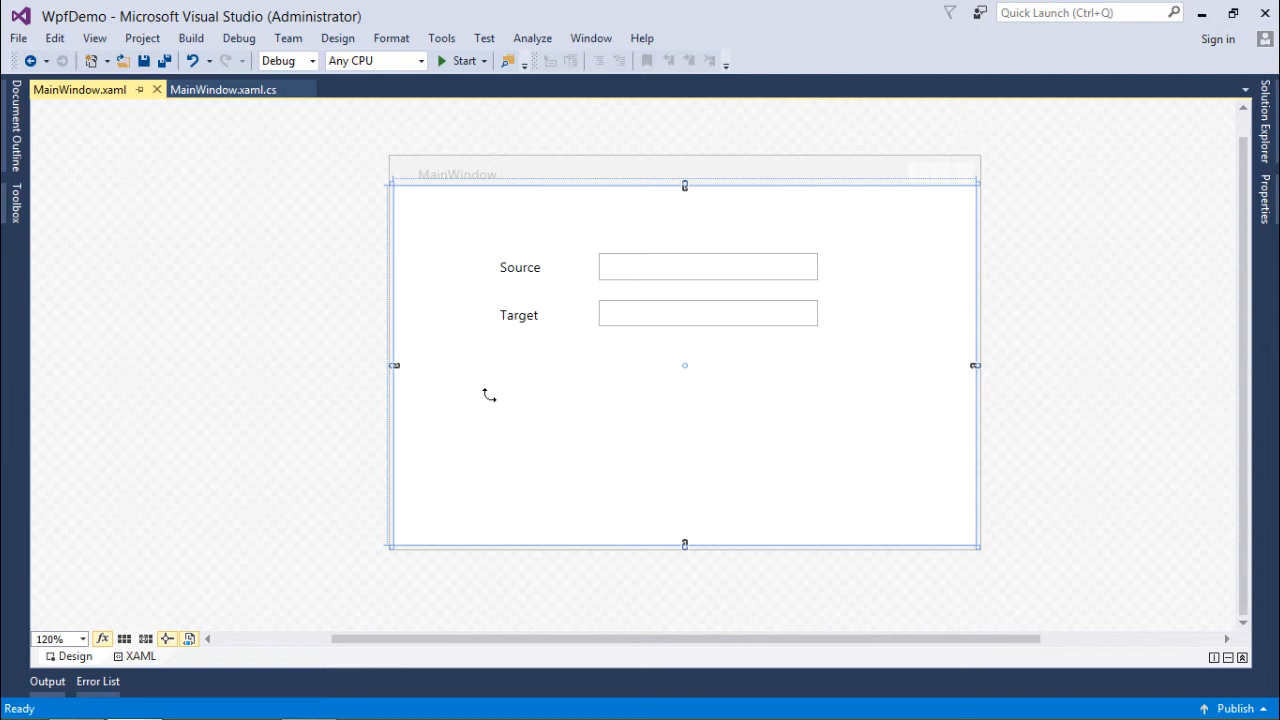 WpfDemo - Microsoft Visual Studio (Administrator)
Quick Launch (Ctrl+Q)
File Edit View Project Build Debug Team Design Format Tools Test Analyze Window Help
Sign in
Debug Any CPU Start
MainWindow.xaml MainWindow.xaml.cs
Document Outline
Toolbox
Solution Explorer
Properties
MainWindow
Source
Target
120% fx
Design XAML
Output Error List
Ready Publish